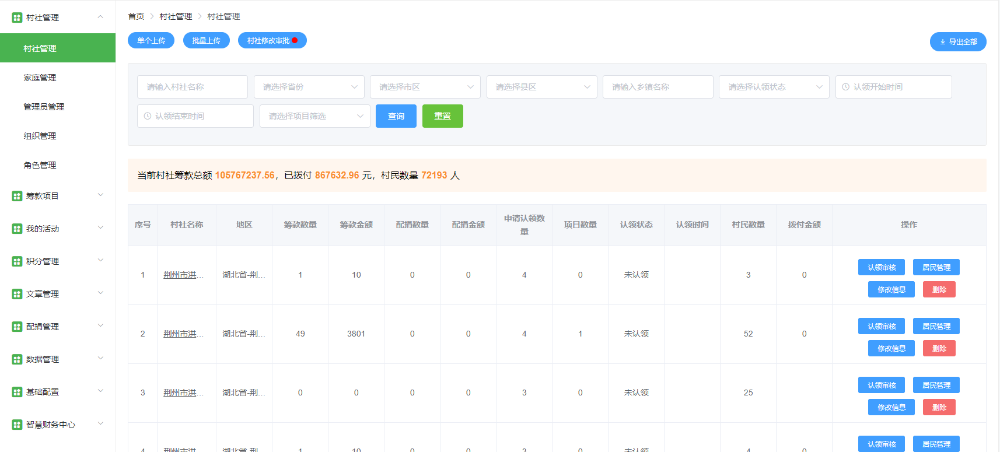 村社管理
村社管理
家庭管理
管理员管理
组织管理
角色管理
筹款项目
我的活动
积分管理
文章管理
配捐管理
数据管理
基础配置
智慧财务中心
首页 村社管理 村社管理
单个上传 批量上传 村社修改审批
导出全部
请输入村社名称 请选择省份 请选择市区 请选择县区 请输入乡镇名称 请选择认领状态 认领开始时间
认领结束时间 请选择项目筛选 查询 重置
当前村社筹款总额 105767237.56，已拨付 867632.96 元，村民数量 72193 人
序号 村社名称 地区 筹款数量 筹款金额 配捐数量 配捐金额 申请认领数量 项目数量 认领状态 认领时间 村民数量 拨付金额 操作
1 荆州市洪... 湖北省-荆... 1 10 0 0 4 0 未认领 3 0 认领审核 居民管理
修改信息 删除
2 荆州市洪... 湖北省-荆... 49 3801 0 0 4 1 未认领 52 0 认领审核 居民管理
修改信息 删除
3 荆州市洪... 湖北省-荆... 0 0 0 0 3 0 未认领 25 认领审核 居民管理
修改信息 删除
4 荆州市洪... 湖北省-荆... 1 10 0 0 3 0 未认领 4 0 认领审核 居民管理